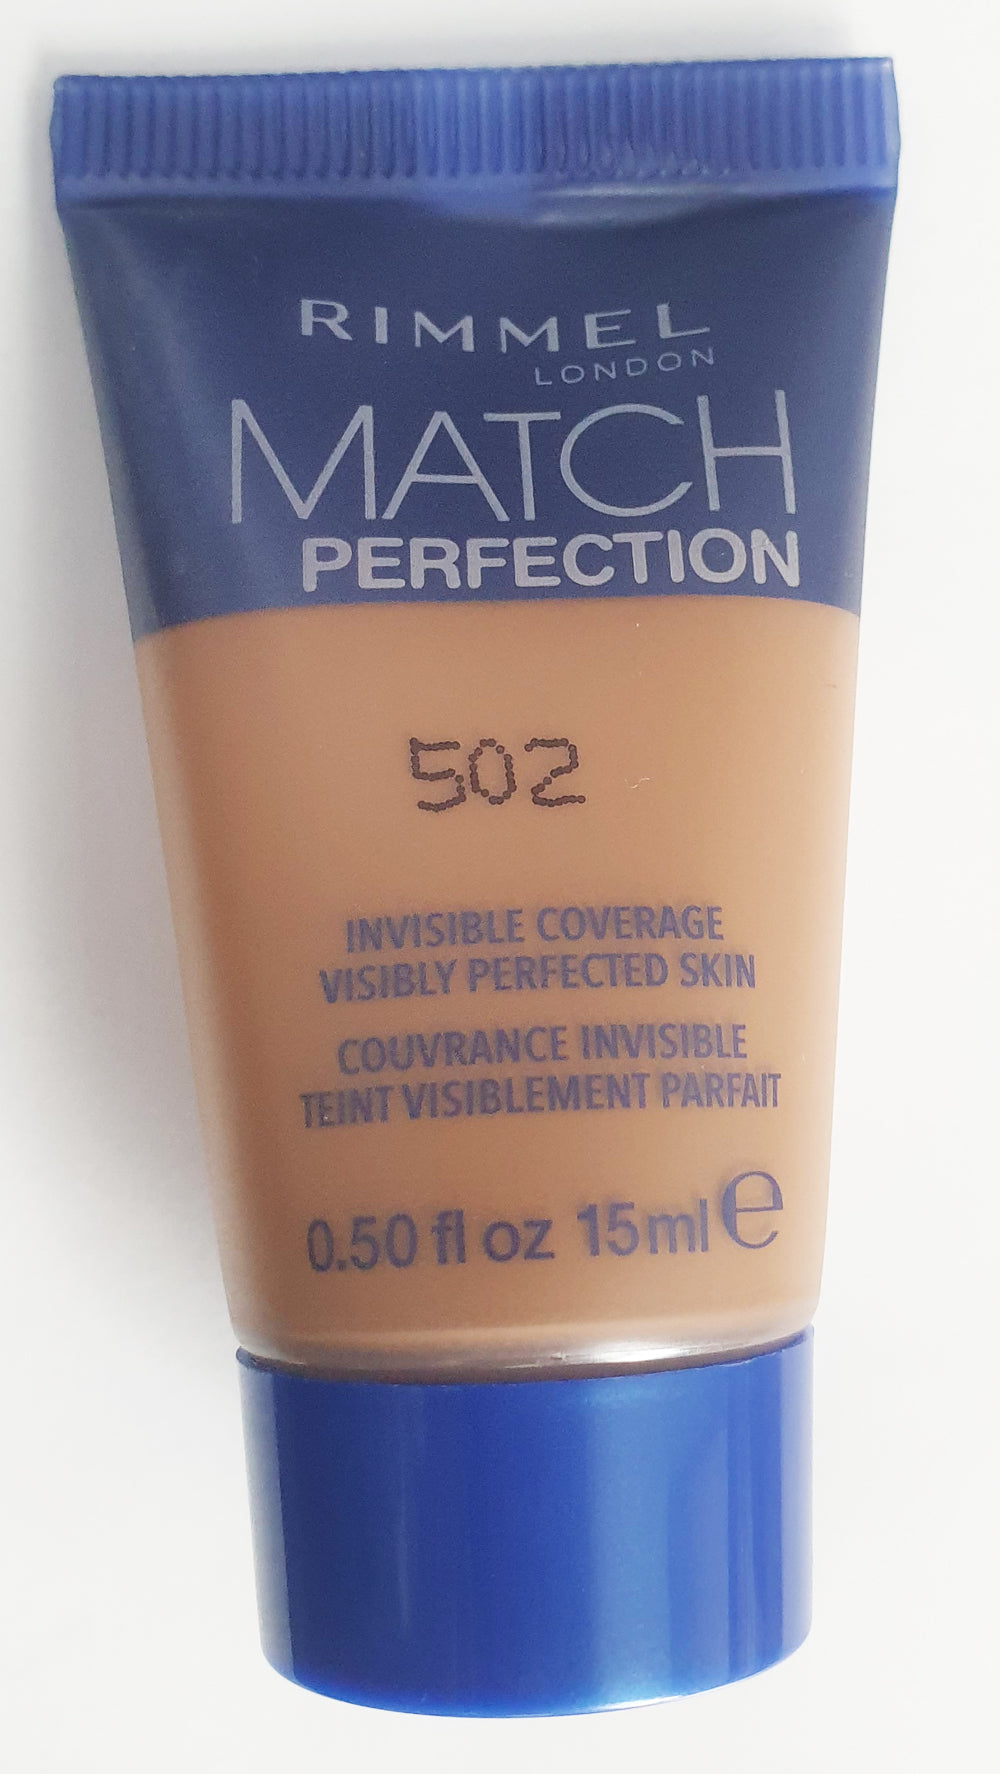 RIMMEL
LONDON
MATCH
PERFECTION
502
INVISIBLE COVERAGE
VISIBLY PERFECTED SKIN
COUVRANCE INVISIBLE
TEINT VISIBLEMENT PARFAIT
0.50 fl oz 15ml e